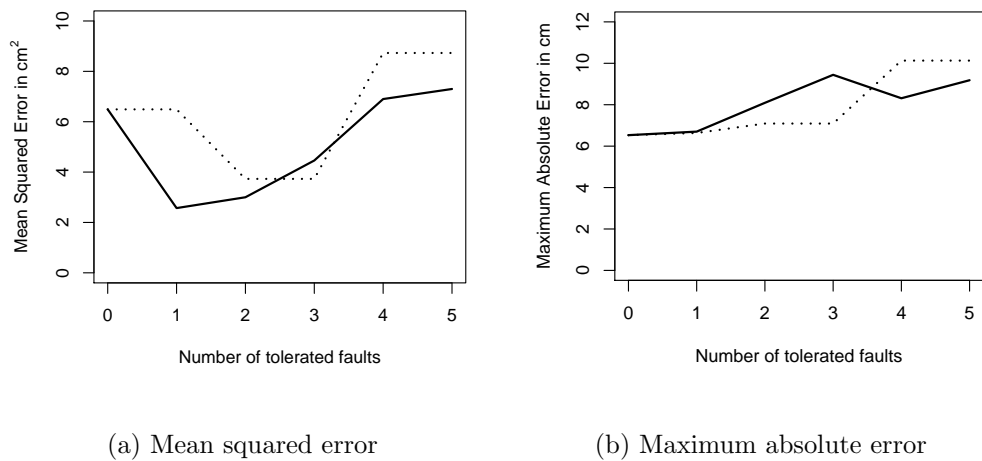 Mean Squared Error in cm²
10
8
6
4
2
0
0 1 2 3 4 5
Number of tolerated faults
(a) Mean squared error
Maximum Absolute Error in cm
12
10
8
6
4
2
0
0 1 2 3 4 5
Number of tolerated faults
(b) Maximum absolute error